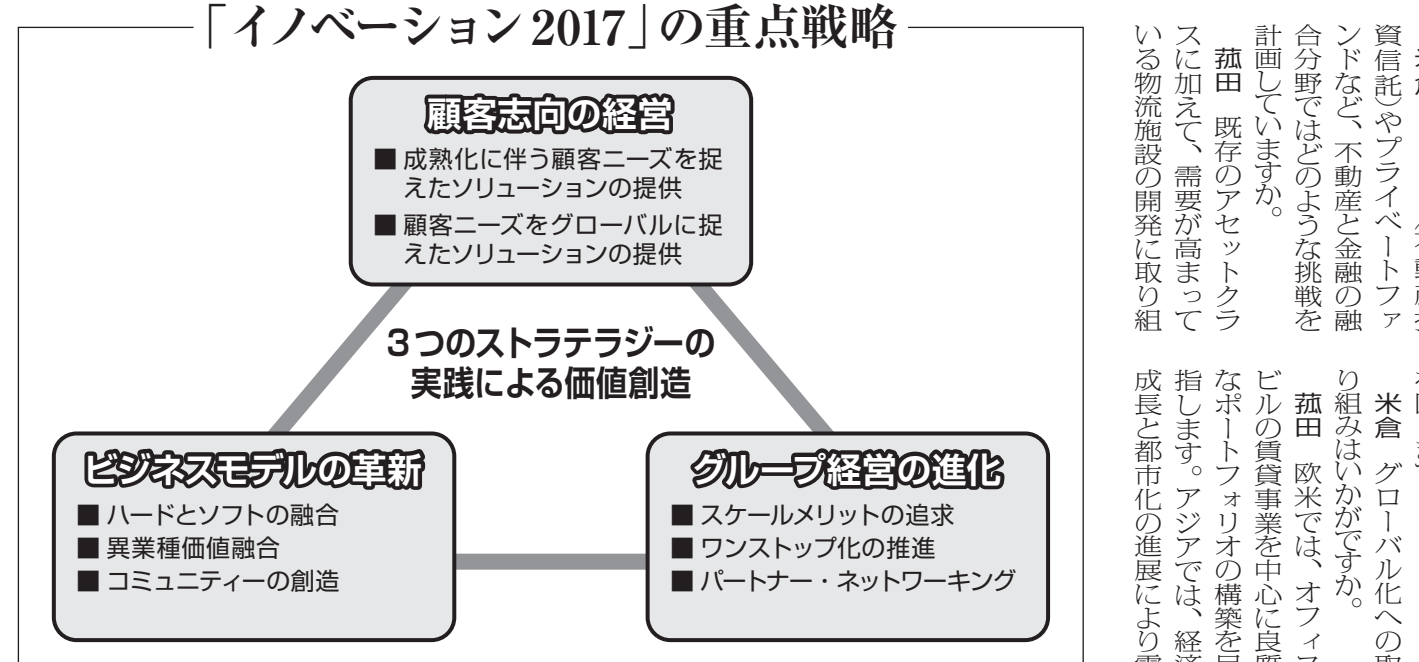 「イノベーション2017」の重点戦略
顧客志向の経営
■ 成熟化に伴う顧客ニーズを捉
えたソリューションの提供
■ 顧客ニーズをグローバルに捉
えたソリューションの提供
3つのストラテラジーの
実践による価値創造
ビジネスモデルの革新
■ ハードとソフトの融合
■ 異業種価値融合
■ コミュニティーの創造
グループ経営の進化
■ スケールメリットの追求
■ ワンストップ化の推進
■ パートナー・ネットワーキング
資信託）やプライベートファ
ンドなど、不動産と金融の融
合分野ではどのような挑戦を
計画していますか。
菰田　既存のアセットクラ
スに加えて、需要が高まって
いる物流施設の開発に取り組
米倉　グローバル化への取
り組みはいかがですか。
菰田　欧米では、オフィス
ビルの賃貸事業を中心に良質
なポートフォリオの構築を目
指します。アジアでは、経済
成長と都市化の進展により需